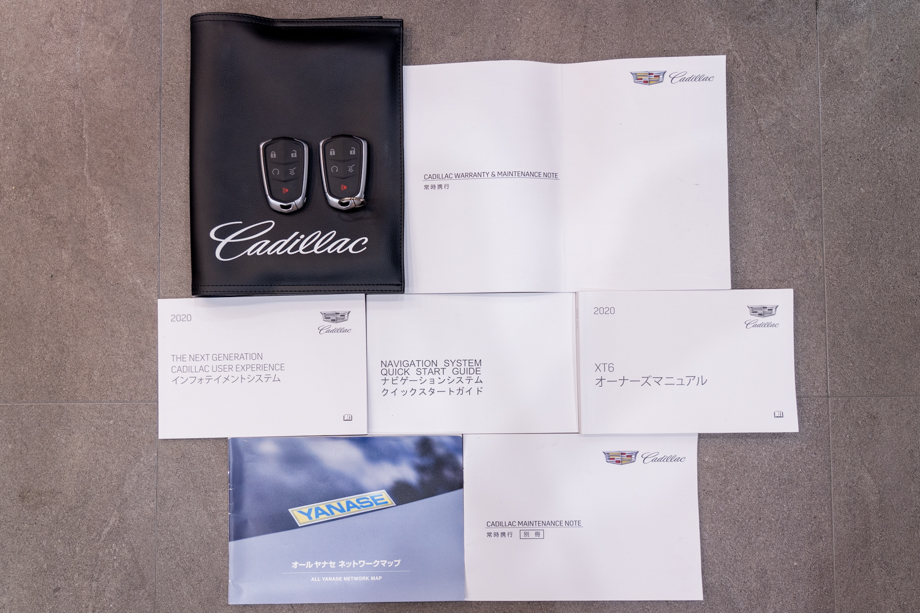 Cadillac
Cadillac
CADILLAC WARRANTY & MAINTENANCE NOTE
常時携行
2020
Cadillac
THE NEXT GENERATION
CADILLAC USER EXPERIENCE
インフォテイメントシステム
NAVIGATION SYSTEM
QUICK START GUIDE
ナビゲーションシステム
クイックスタートガイド
2020
Cadillac
XT6
オーナーズマニュアル
YANASE
オールヤナセ ネットワークマップ
ALL YANASE NETWORK MAP
Cadillac
CADILLAC MAINTENANCE NOTE
常時携行 別冊